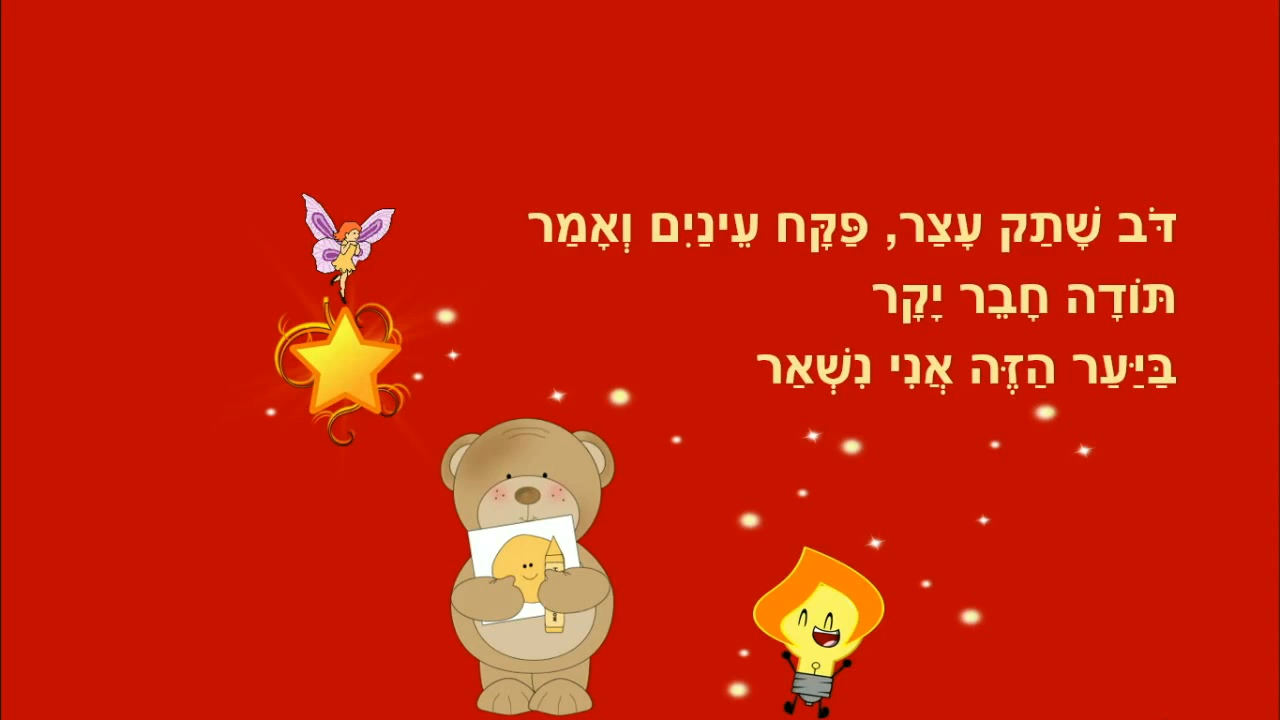 דֹּב שָׁתַק עָצַר, פַּקָּח עֵינַיִם וְאָמַר
תּוֹדָה חָבֵר יָקָר
בַּיַּעַר הַזֶּה אֲנִי נִשְׁאַר